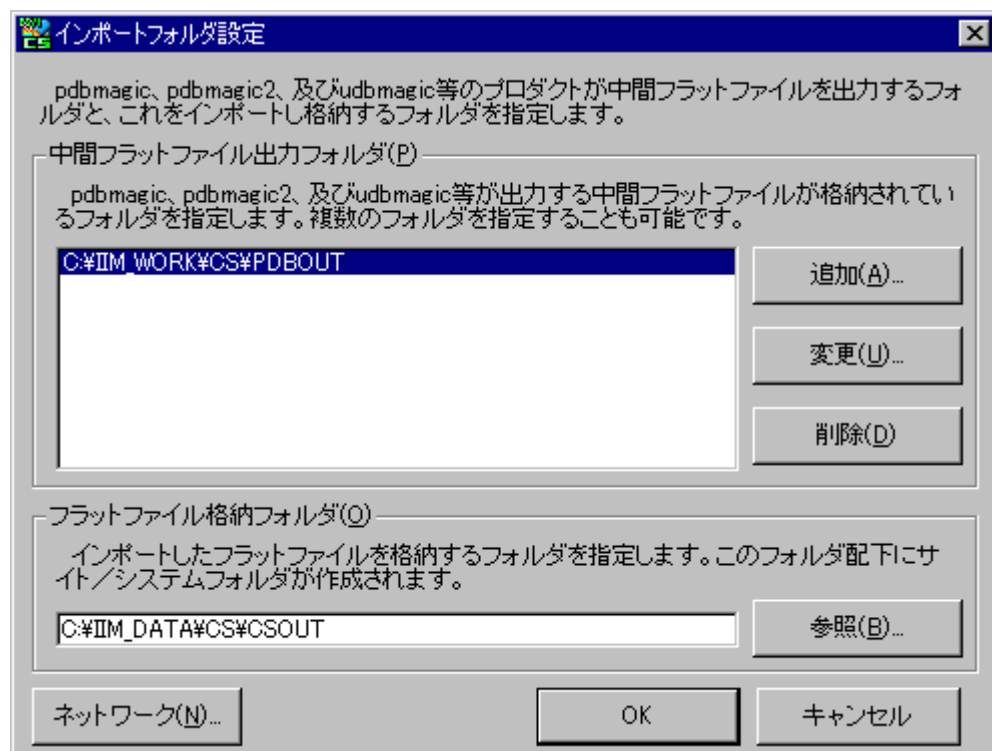 インポートフォルダ設定
pdbmagic、pdbmagic2、及びudbmagic等のプロダクトが中間フラットファイルを出力するフォ
ルダと、これをインポートし格納するフォルダを指定します。
中間フラットファイル出力フォルダ(P)
pdbmagic、pdbmagic2、及びudbmagic等が出力する中間フラットファイルが格納されてい
るフォルダを指定します。複数のフォルダを指定することも可能です。
C:¥IIM_WORK¥CS¥PDBOUT
追加(A)...
変更(U)...
削除(D)
フラットファイル格納フォルダ(O)
インポートしたフラットファイルを格納するフォルダを指定します。このフォルダ配下にサ
イト／システムフォルダが作成されます。
C:¥IIM_DATA¥CS¥CSOUT
参照(B)...
ネットワーク(N)...
OK
キャンセル